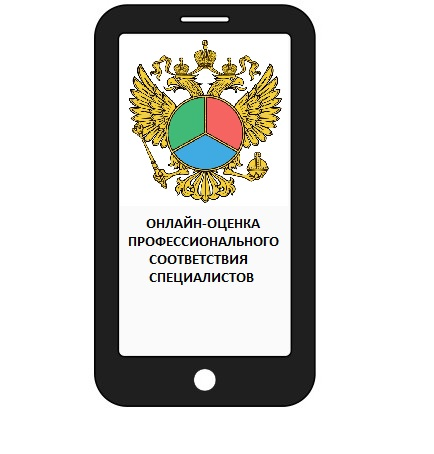 ОНЛАЙН-ОЦЕНКА
ПРОФЕССИОНАЛЬНОГО
СООТВЕТСТВИЯ
СПЕЦИАЛИСТОВ